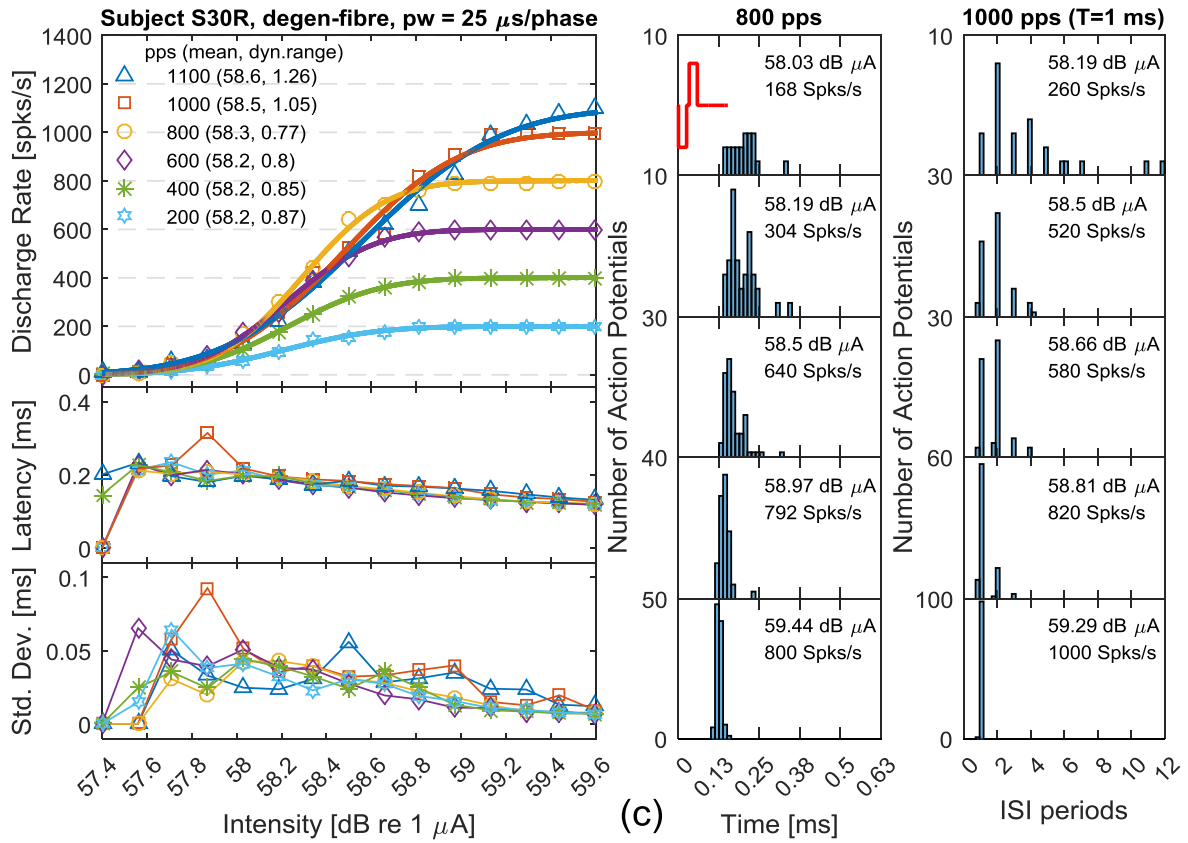 Subject S30R, degen-fibre, pw = 25 μs/phase
800 pps
1000 pps (T=1 ms)
Discharge Rate [spks/s]
1400
1200
1000
800
600
400
200
0
pps (mean, dyn.range)
1100 (58.6, 1.26)
1000 (58.5, 1.05)
800 (58.3, 0.77)
600 (58.2, 0.8)
400 (58.2, 0.85)
200 (58.2, 0.87)
Latency [ms]
0.4
0.2
0
Std. Dev. [ms]
0.1
0.05
0
57.4
57.6
57.8
58
58.2
58.4
58.6
58.8
59
59.2
59.4
59.6
Intensity [dB re 1 μA]
(c)
Number of Action Potentials
10
58.03 dB μA
168 Spks/s
10
58.19 dB μA
304 Spks/s
30
58.5 dB μA
640 Spks/s
40
58.97 dB μA
792 Spks/s
50
59.44 dB μA
800 Spks/s
0
0
0.13
0.25
0.38
0.5
0.63
Time [ms]
Number of Action Potentials
10
58.19 dB μA
260 Spks/s
30
58.5 dB μA
520 Spks/s
30
58.66 dB μA
580 Spks/s
60
58.81 dB μA
820 Spks/s
100
59.29 dB μA
1000 Spks/s
0
0
2
4
6
8
10
12
ISI periods